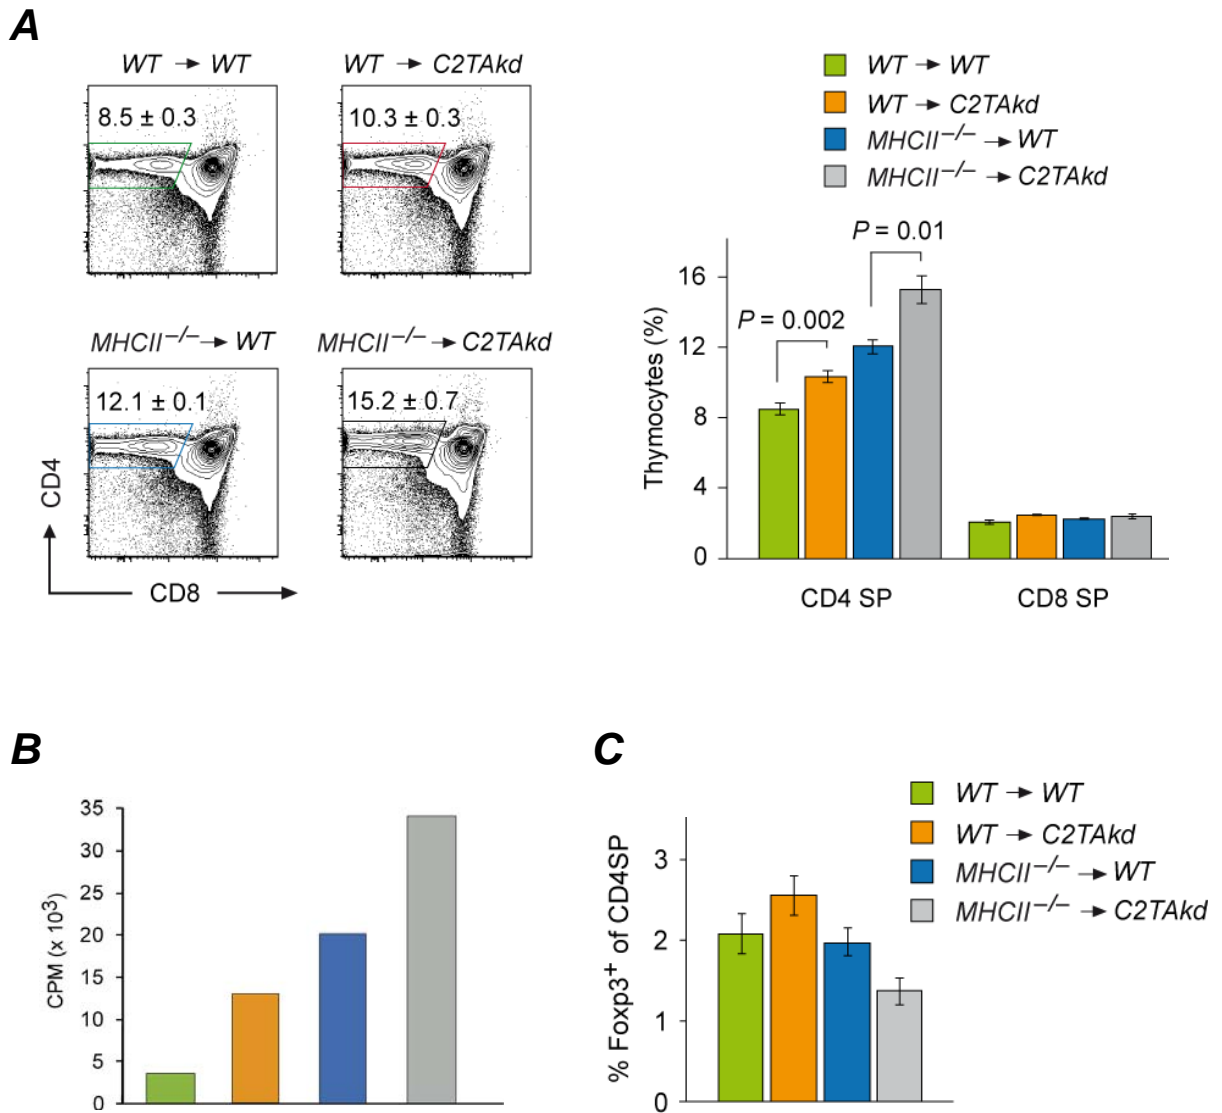 A
WT → WT
WT → C2TAkd
8.5 ± 0.3
10.3 ± 0.3
MHCII−/− → WT
MHCII−/− → C2TAkd
12.1 ± 0.1
15.2 ± 0.7
CD4
CD8
WT → WT
WT → C2TAkd
MHCII−/− → WT
MHCII−/− → C2TAkd
P = 0.01
P = 0.002
Thymocytes (%)
16
12
8
4
0
CD4 SP
CD8 SP
B
CPM (x 10³)
35
30
25
20
15
10
5
0
C
WT → WT
WT → C2TAkd
MHCII−/− → WT
MHCII−/− → C2TAkd
% Foxp3⁺ of CD4SP
3
2
1
0